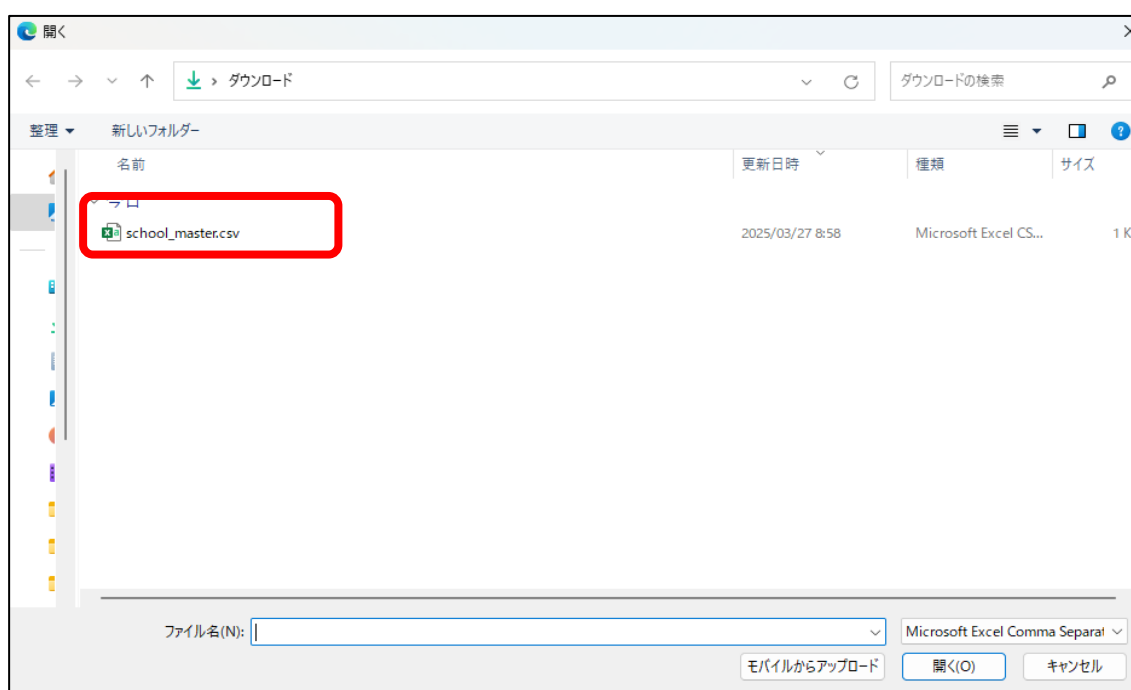 開く
ダウンロード
ダウンロードの検索
整理
新しいフォルダー
名前
更新日時
種類
サイズ
今日
school_master.csv
2025/03/27 8:58
Microsoft Excel CS...
1 K
ファイル名(N):
Microsoft Excel Comma Separat
モバイルからアップロード
開く(O)
キャンセル